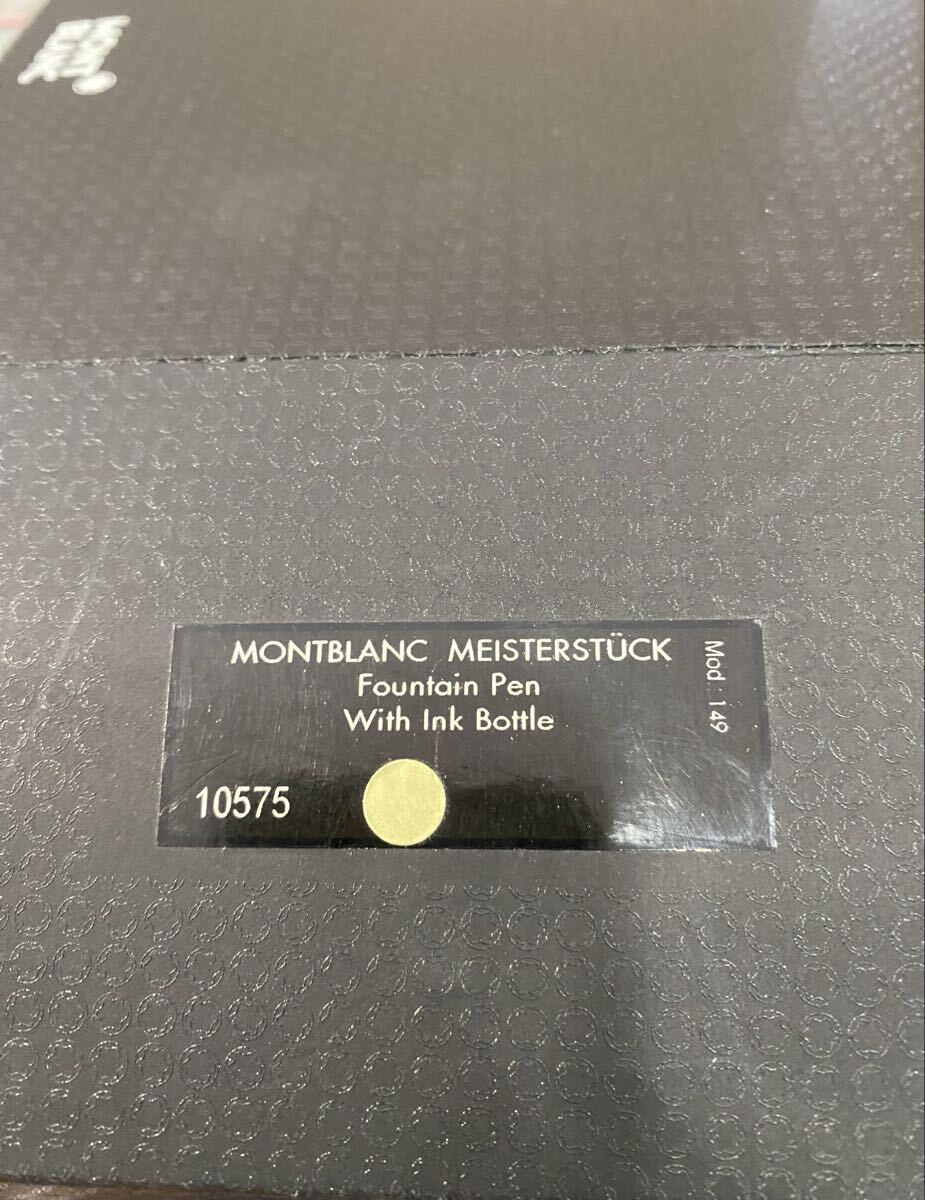 MONTBLANC MEISTERSTÜCK
Fountain Pen
With Ink Bottle
Mod.: 149
10575